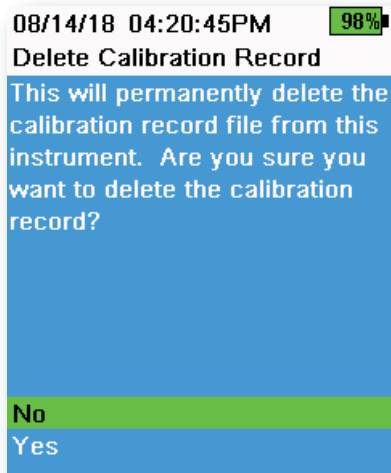 08/14/18 04:20:45PM 98%
Delete Calibration Record
This will permanently delete the
calibration record file from this
instrument. Are you sure you
want to delete the calibration
record?
No
Yes